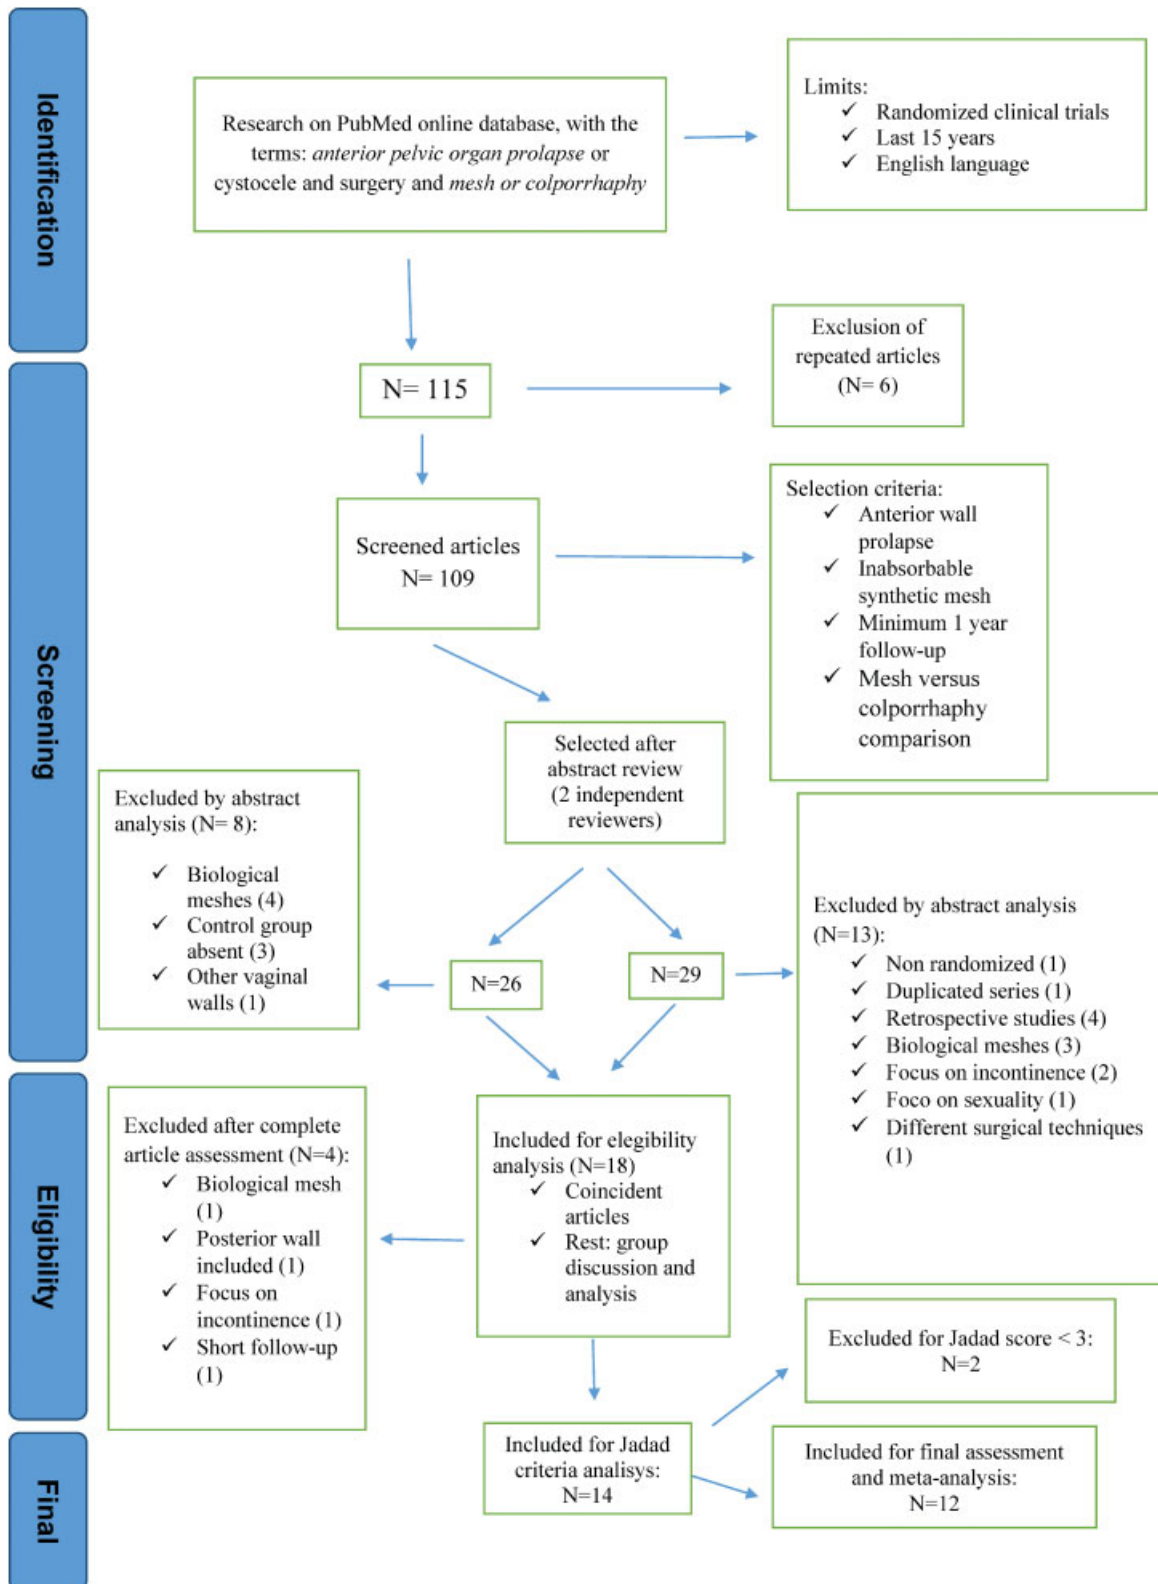 Identification
Research on PubMed online database, with the
terms: anterior pelvic organ prolapse or
cystocele and surgery and mesh or colporrhaphy
Limits:
✓ Randomized clinical trials
✓ Last 15 years
✓ English language
Screening
N= 115
Exclusion of
repeated articles
(N= 6)
Screened articles
N= 109
Selection criteria:
✓ Anterior wall
prolapse
✓ Inabsorbable
synthetic mesh
✓ Minimum 1 year
follow-up
✓ Mesh versus
colporrhaphy
comparison
Selected after
abstract review
(2 independent
reviewers)
Excluded by abstract
analysis (N= 8):
✓ Biological
meshes (4)
✓ Control group
absent (3)
✓ Other vaginal
walls (1)
N=26
N=29
Excluded by abstract analysis
(N=13):
✓ Non randomized (1)
✓ Duplicated series (1)
✓ Retrospective studies (4)
✓ Biological meshes (3)
✓ Focus on incontinence (2)
✓ Foco on sexuality (1)
✓ Different surgical techniques
(1)
Eligibility
Excluded after complete
article assessment (N=4):
✓ Biological mesh
(1)
✓ Posterior wall
included (1)
✓ Focus on
incontinence (1)
✓ Short follow-up
(1)
Included for elegibility
analysis (N=18)
✓ Coincident
articles
✓ Rest: group
discussion and
analysis
Excluded for Jadad score < 3:
N=2
Final
Included for Jadad
criteria analisys:
N=14
Included for final assessment
and meta-analysis:
N=12